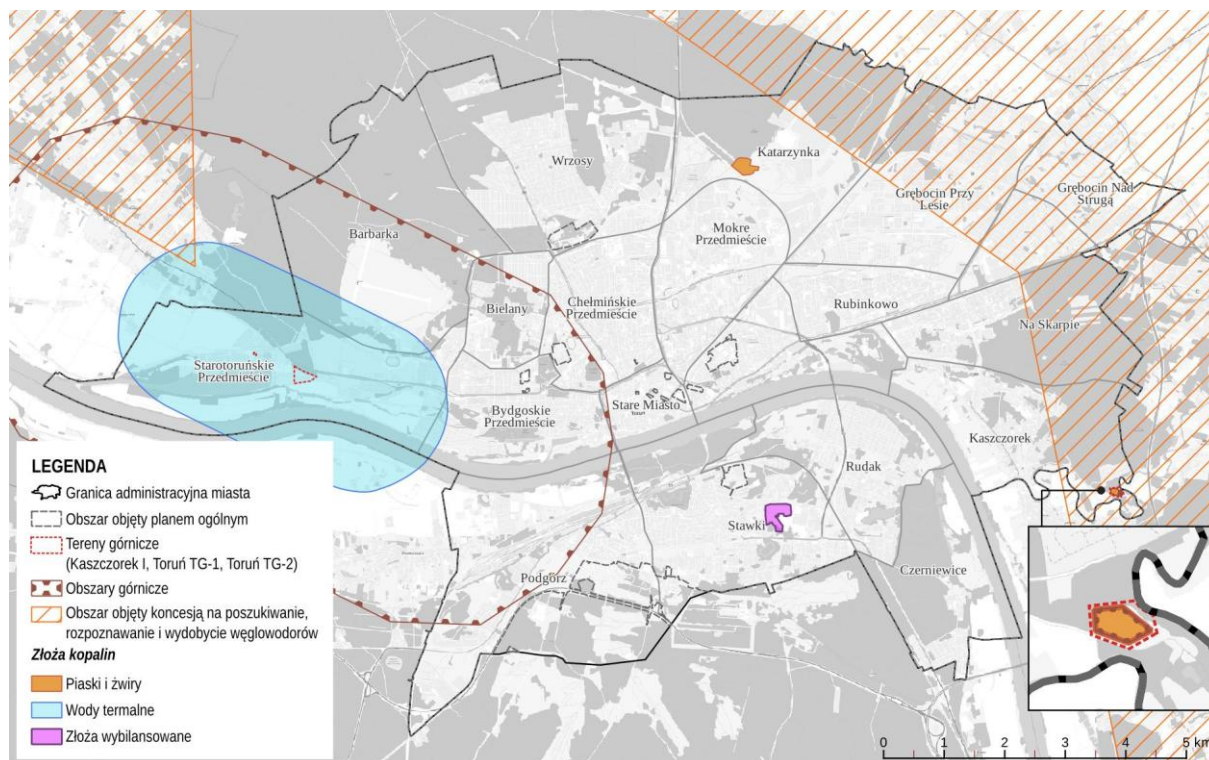 Katarzynka
Wrzosy
Grębocin Przy
Lesie
Grębocin Nad
Strugą
Barbarka
Mokre
Przedmieście
Bielany
Chełmińskie
Przedmieście
Rubinkowo
Na Skarpie
Starotoruńskie
Przedmieście
Bydgoskie
Przedmieście
Stare Miasto
Toruń
Kaszczorek
Rudak
Stawki
Podgórz
Czerniewice
LEGENDA
Granica administracyjna miasta
Obszar objęty planem ogólnym
Tereny górnicze
(Kaszczorek I, Toruń TG-1, Toruń TG-2)
Obszary górnicze
Obszar objęty koncesją na poszukiwanie,
rozpoznawanie i wydobycie węglowodorów
Złoża kopalin
Piaski i żwiry
Wody termalne
Złoża wybilansowane
0 1 2 3 4 5 km